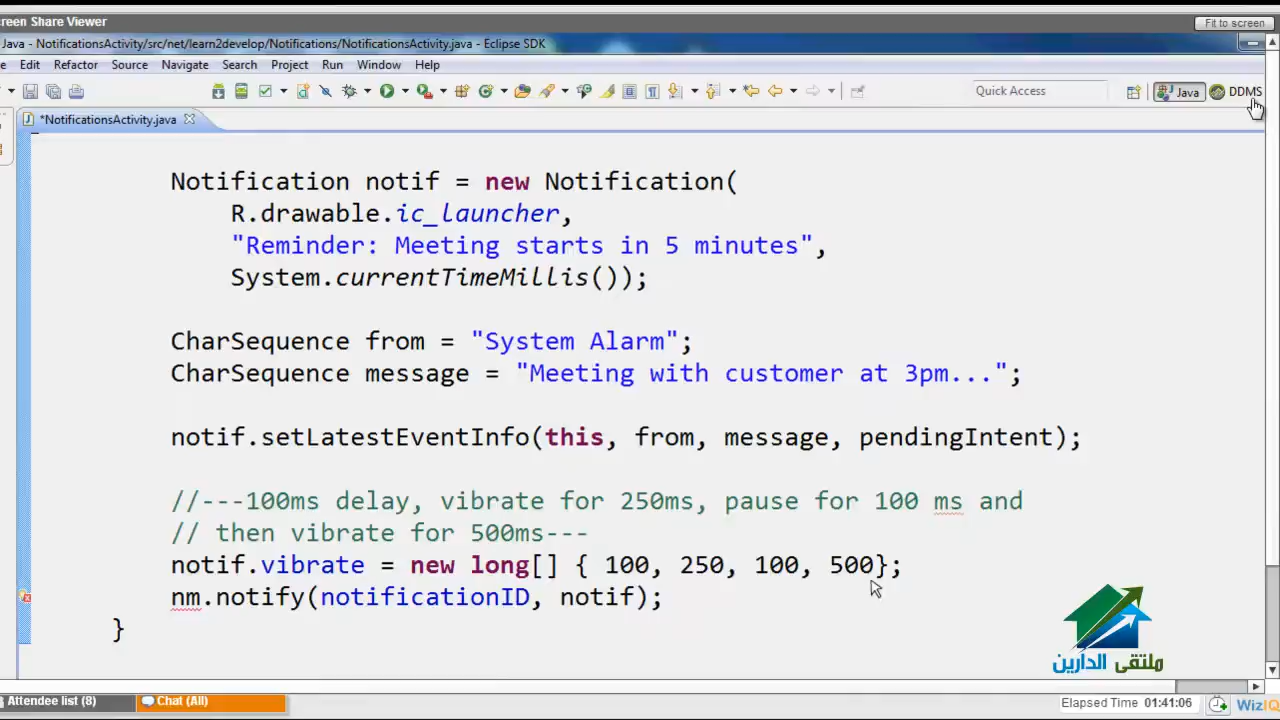 creen Share Viewer
Fit to screen
Java - NotificationsActivity/src/net/learn2develop/Notifications/NotificationsActivity.java - Eclipse SDK
e Edit Refactor Source Navigate Search Project Run Window Help
Quick Access
Java
DDMS
*NotificationsActivity.java
Notification notif = new Notification(
R.drawable.ic_launcher,
"Reminder: Meeting starts in 5 minutes",
System.currentTimeMillis());
CharSequence from = "System Alarm";
CharSequence message = "Meeting with customer at 3pm...";
notif.setLatestEventInfo(this, from, message, pendingIntent);
//---100ms delay, vibrate for 250ms, pause for 100 ms and
// then vibrate for 500ms---
notif.vibrate = new long[] { 100, 250, 100, 500};
nm.notify(notificationID, notif);
}
ملتقى الدارين
Attendee list (8)
Chat (All)
Elapsed Time 01:41:06
WizIQ